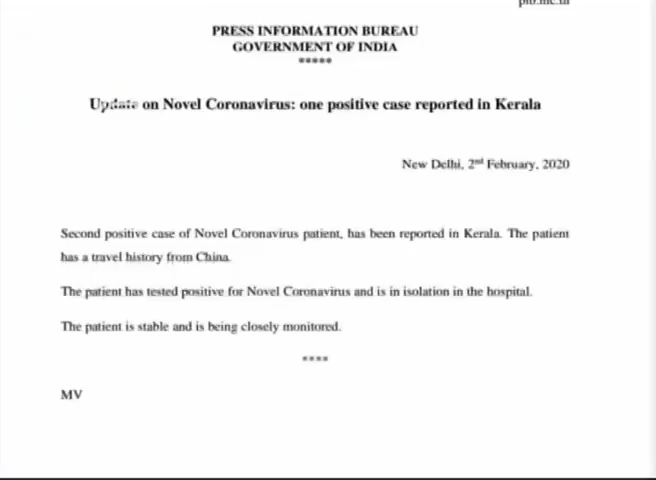 PRESS INFORMATION BUREAU
GOVERNMENT OF INDIA
*****
Update on Novel Coronavirus: one positive case reported in Kerala
New Delhi, 2nd February, 2020
Second positive case of Novel Coronavirus patient, has been reported in Kerala. The patient
has a travel history from China.
The patient has tested positive for Novel Coronavirus and is in isolation in the hospital.
The patient is stable and is being closely monitored.
****
MV